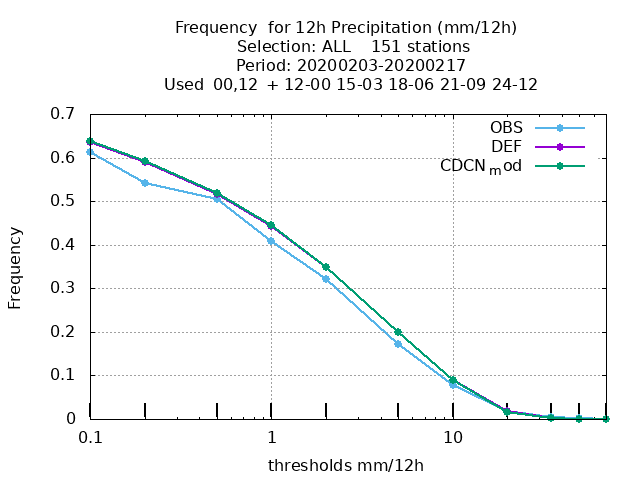 Frequency  for 12h Precipitation (mm/12h)
Selection: ALL    151 stations
Period: 20200203-20200217
Used  00,12  + 12-00 15-03 18-06 21-09 24-12
OBS
DEF
CDCNmod
0.7
0.6
0.5
0.4
0.3
0.2
0.1
0
Frequency
0.1
1
10
thresholds mm/12h